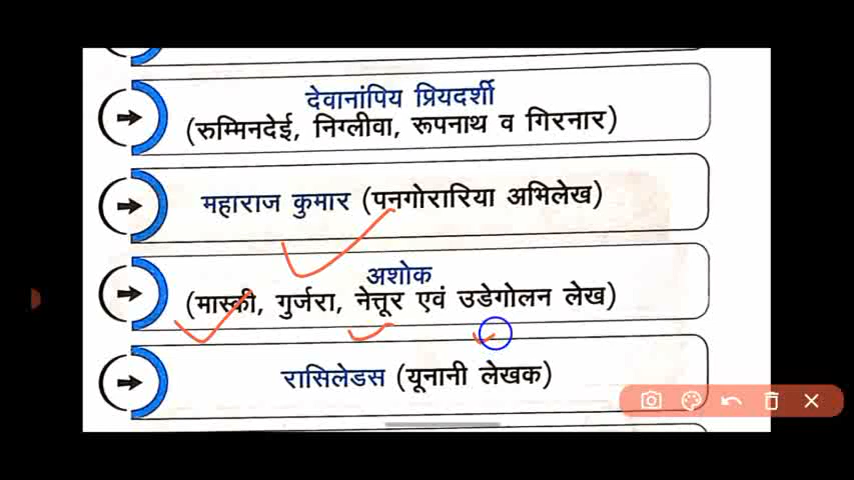 देवानांपिय प्रियदर्शी
(रुम्मिनदेई, निग्लीवा, रूपनाथ व गिरनार)
महाराज कुमार (पनगोरारिया अभिलेख)
अशोक
(मास्की, गुर्जरा, नेत्तूर एवं उडेगोलन लेख)
रासिलेडस (यूनानी लेखक)